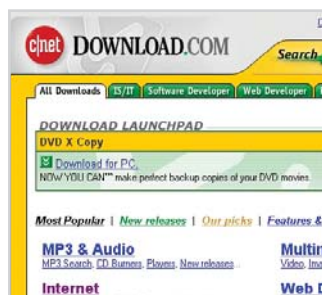 c|net DOWNLOAD.COM
Search
All Downloads IS/IT Software Developer Web Developer
DOWNLOAD LAUNCHPAD
DVD X Copy
Download for PC,
NOW YOU CAN™ make perfect backup copies of your DVD movies.
Most Popular | New releases | Our picks | Features &
MP3 & Audio
MP3 Search, CD Burners, Players, New releases...
Internet
Multin
Video, Ima
Web D